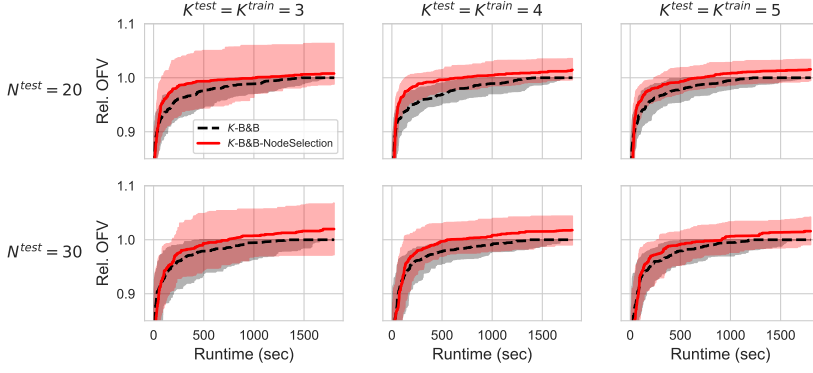 K^test = K^train = 3
K^test = K^train = 4
K^test = K^train = 5
N^test = 20
Rel. OFV
1.1
1.0
0.9
K-B&B
K-B&B-NodeSelection
N^test = 30
Rel. OFV
1.1
1.0
0.9
0 500 1000 1500
0 500 1000 1500
0 500 1000 1500
Runtime (sec)
Runtime (sec)
Runtime (sec)